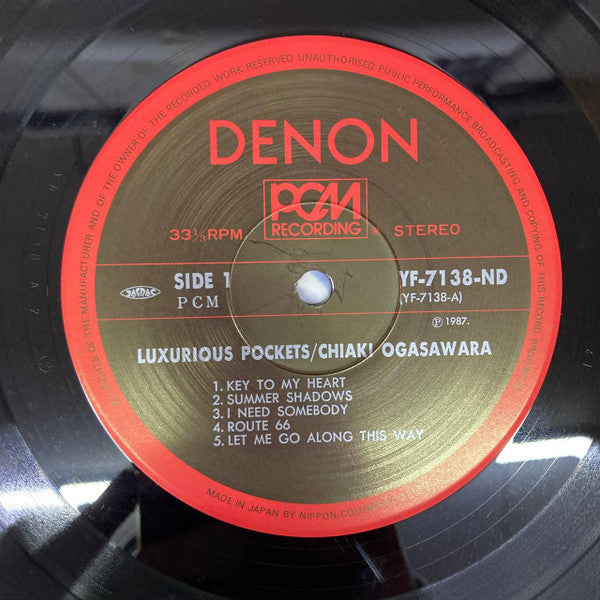 ALL RIGHTS OF THE MANUFACTURER AND OF THE OWNER OF THE RECORDED WORK RESERVED UNAUTHORISED PUBLIC PERFORMANCE BROADCASTING AND COPYING OF THIS RECORD PROHIBITED
DENON
PCM
RECORDING
33⅓RPM
STEREO
SIDE 1
YF-7138-ND
PCM
(YF-7138-A)
JASRAC
Ⓟ 1987.
LUXURIOUS POCKETS/CHIAKI OGASAWARA
1. KEY TO MY HEART
2. SUMMER SHADOWS
3. I NEED SOMEBODY
4. ROUTE 66
5. LET ME GO ALONG THIS WAY
MADE IN JAPAN BY NIPPON COLUMBIA